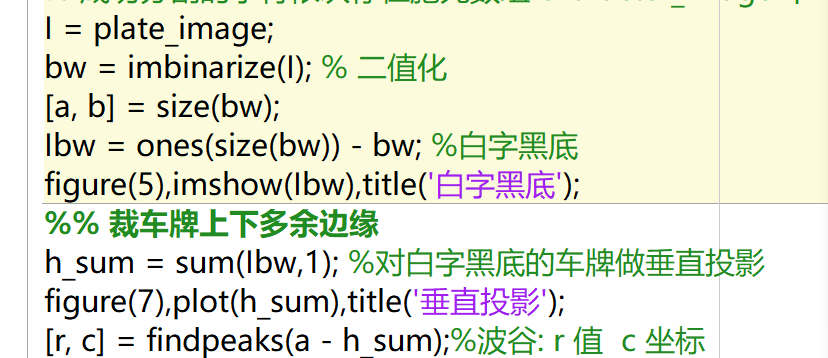 I = plate_image;
bw = imbinarize(I); % 二值化
[a, b] = size(bw);
Ibw = ones(size(bw)) - bw; %白字黑底
figure(5),imshow(Ibw),title('白字黑底');
%% 裁车牌上下多余边缘
h_sum = sum(Ibw,1); %对白字黑底的车牌做垂直投影
figure(7),plot(h_sum),title('垂直投影');
[r, c] = findpeaks(a - h_sum);%波谷: r 值  c 坐标